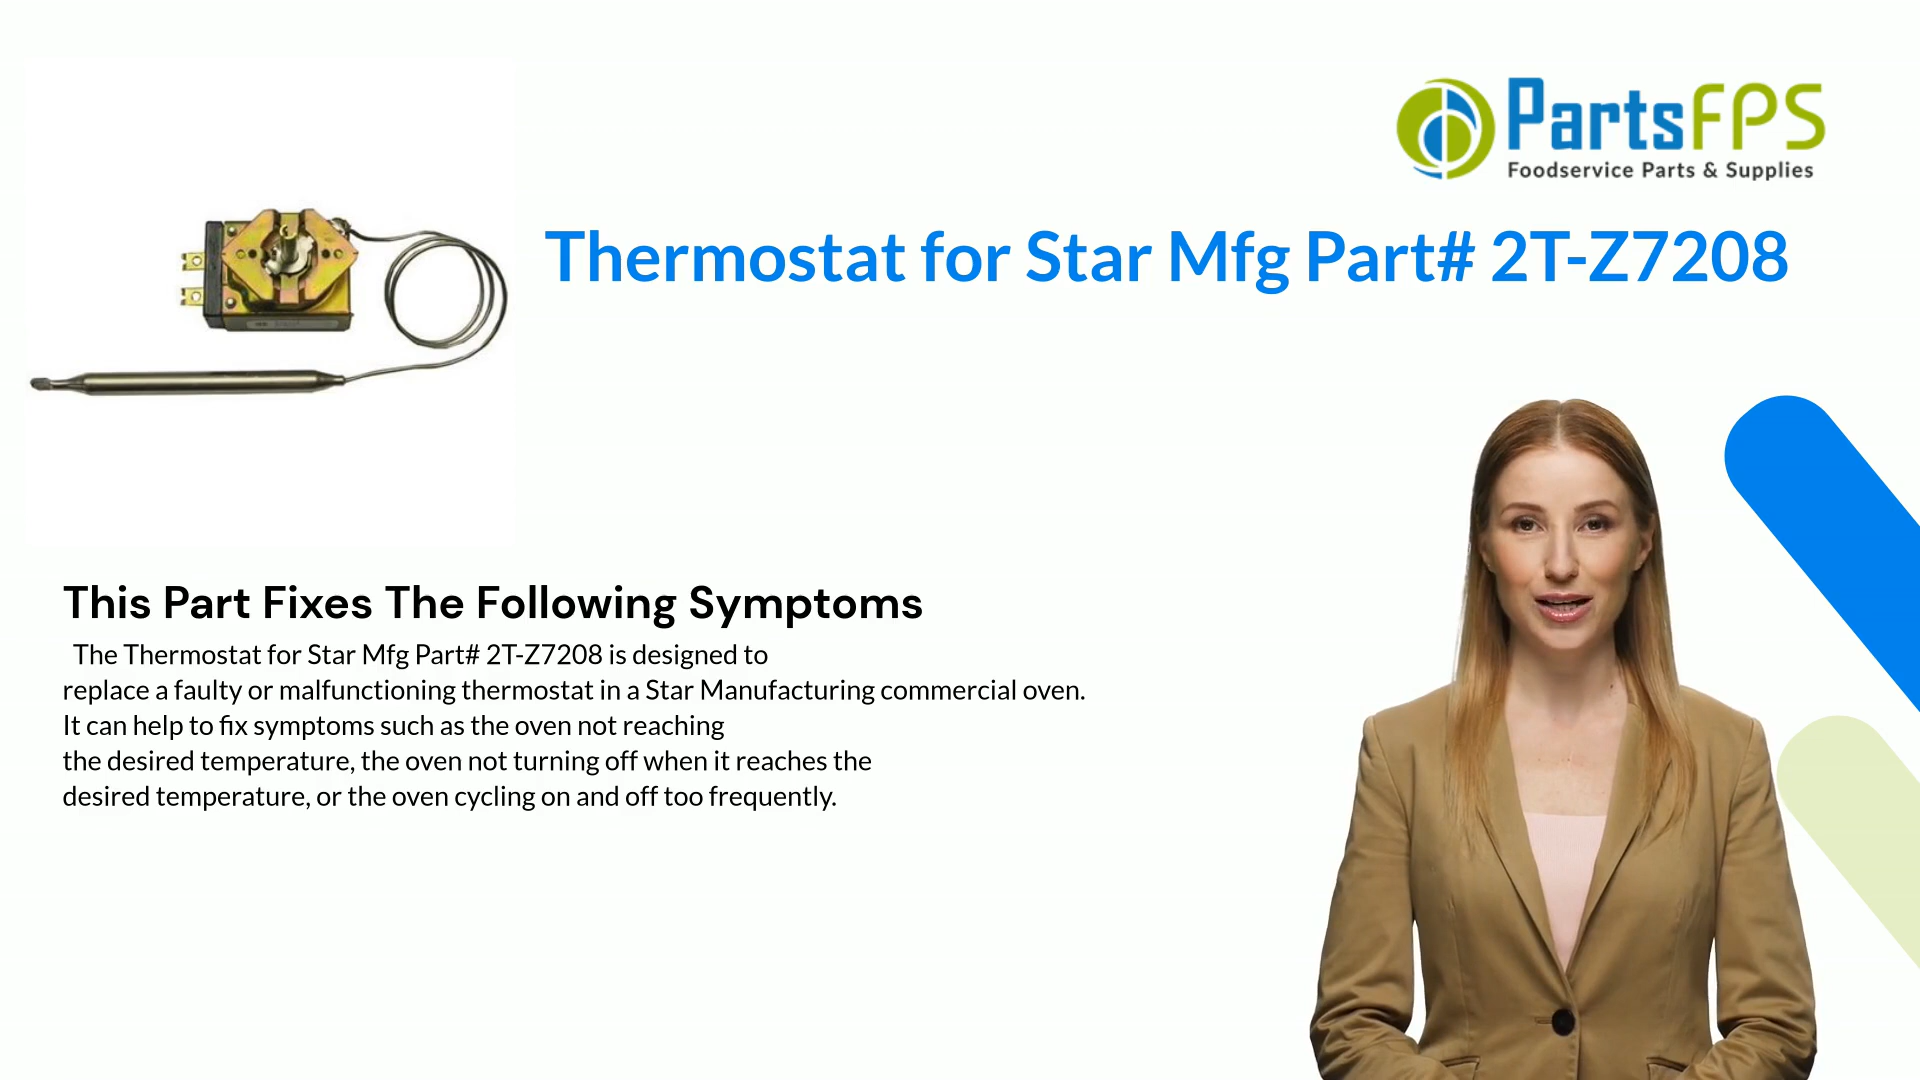 PartsFPS
Foodservice Parts & Supplies
Thermostat for Star Mfg Part# 2T-Z7208
This Part Fixes The Following Symptoms
The Thermostat for Star Mfg Part# 2T-Z7208 is designed to
replace a faulty or malfunctioning thermostat in a Star Manufacturing commercial oven.
It can help to fix symptoms such as the oven not reaching
the desired temperature, the oven not turning off when it reaches the
desired temperature, or the oven cycling on and off too frequently.